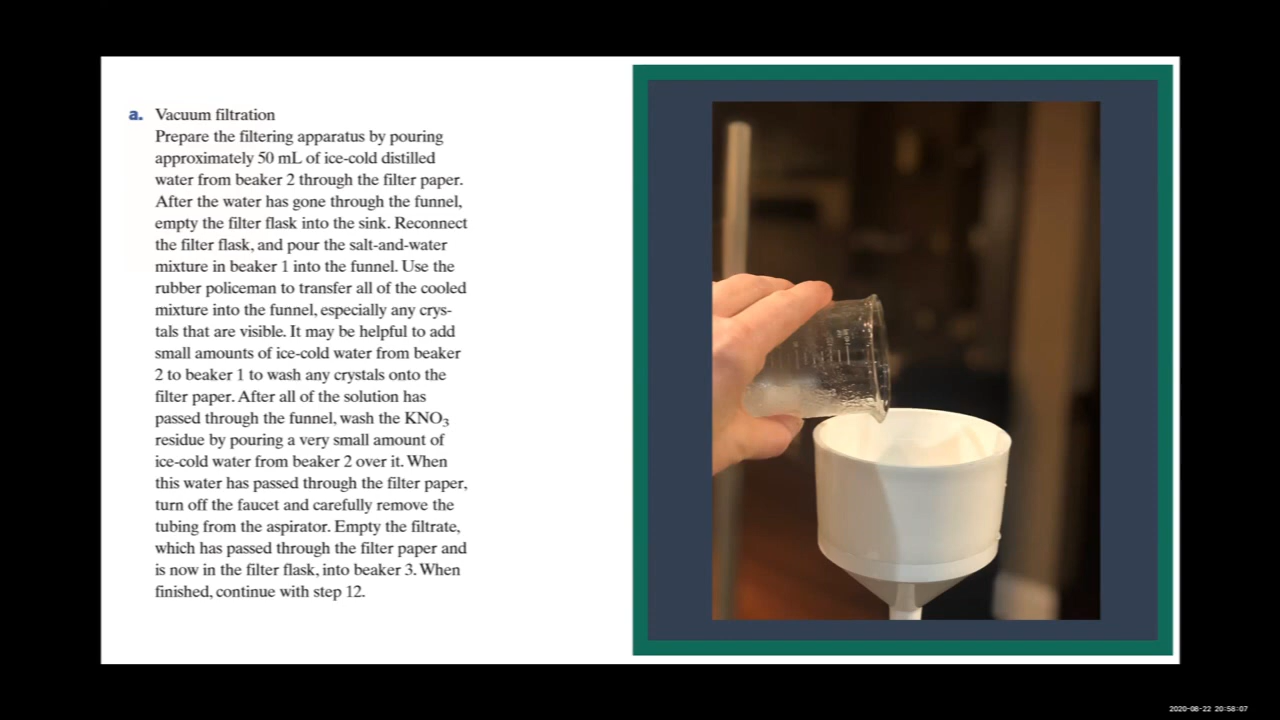 a. Vacuum filtration
Prepare the filtering apparatus by pouring
approximately 50 mL of ice-cold distilled
water from beaker 2 through the filter paper.
After the water has gone through the funnel,
empty the filter flask into the sink. Reconnect
the filter flask, and pour the salt-and-water
mixture in beaker 1 into the funnel. Use the
rubber policeman to transfer all of the cooled
mixture into the funnel, especially any crys-
tals that are visible. It may be helpful to add
small amounts of ice-cold water from beaker
2 to beaker 1 to wash any crystals onto the
filter paper. After all of the solution has
passed through the funnel, wash the KNO₃
residue by pouring a very small amount of
ice-cold water from beaker 2 over it. When
this water has passed through the filter paper,
turn off the faucet and carefully remove the
tubing from the aspirator. Empty the filtrate,
which has passed through the filter paper and
is now in the filter flask, into beaker 3. When
finished, continue with step 12.
2020-08-22 20:58:07